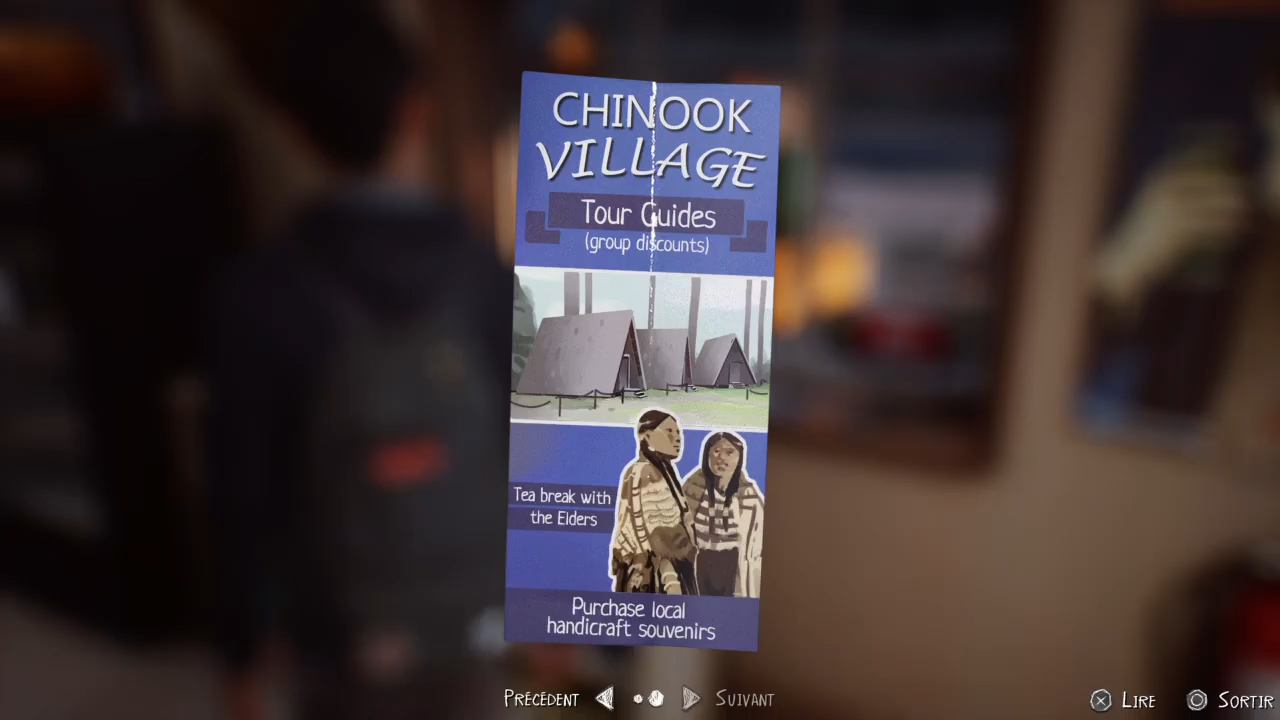 CHINOOK
VILLAGE
Tour Guides
(group discounts)
Tea break with
the Elders
Purchase local
handicraft souvenirs
PRÉCÉDENT SUIVANT
LIRE SORTIR